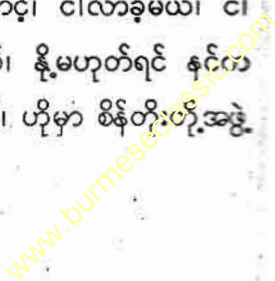 င့်၊ ငါလာခဲ့မယ်၊ ငါ
၊ နို့မဟုတ်ရင် နင်က
၊ ဟိုမှာ စိန်တိုးတို့အဖွဲ့
www.burmeseclassic.com